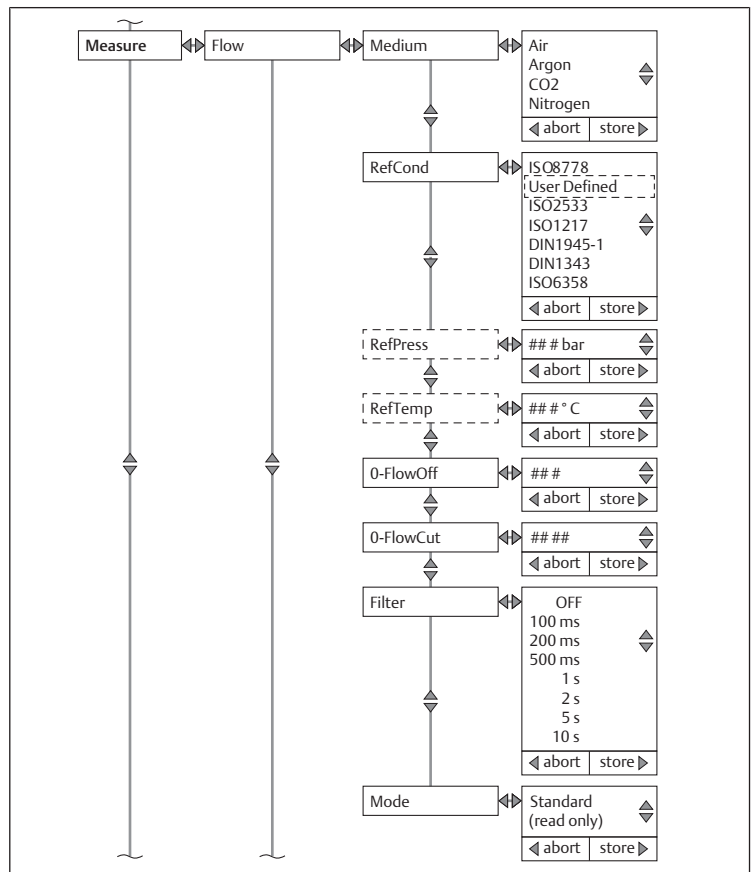 Measure
Flow
Medium
Air
Argon
CO2
Nitrogen
abort store
RefCond
ISO8778
User Defined
ISO2533
ISO1217
DIN1945-1
DIN1343
ISO6358
abort store
RefPress
## # bar
abort store
RefTemp
## # ° C
abort store
0-FlowOff
## #
abort store
0-FlowCut
## ##
abort store
Filter
OFF
100 ms
200 ms
500 ms
1 s
2 s
5 s
10 s
abort store
Mode
Standard
(read only)
abort store